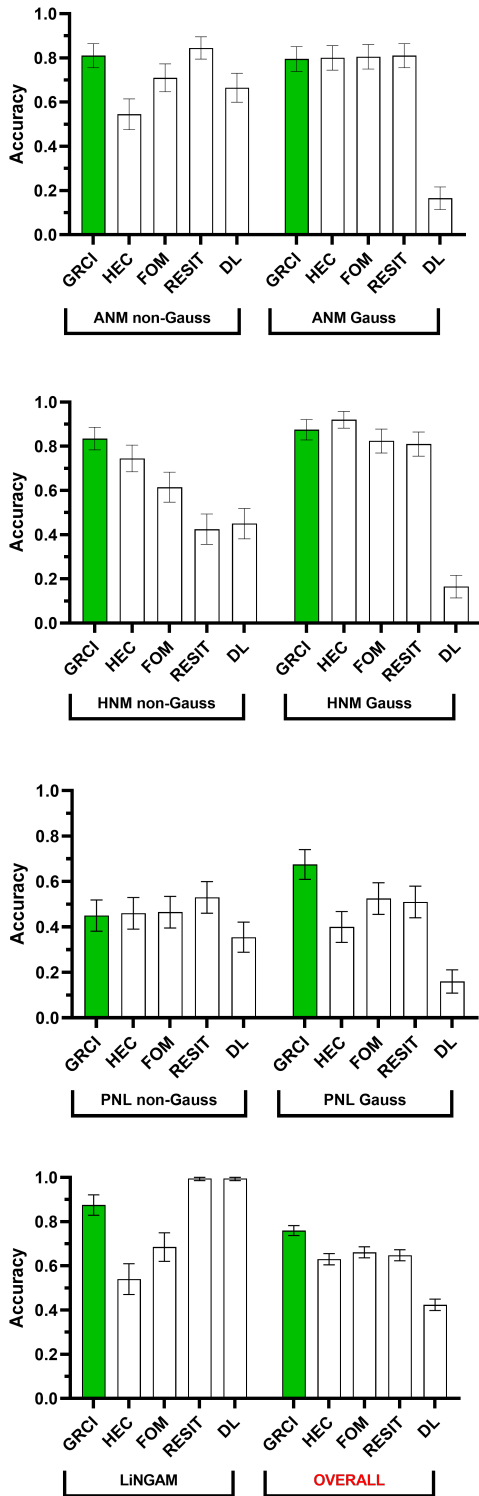 Accuracy
1.0
0.8
0.6
0.4
0.2
0.0
GRCI HEC FOM RESIT DL GRCI HEC FOM RESIT DL
ANM non-Gauss ANM Gauss
Accuracy
1.0
0.8
0.6
0.4
0.2
0.0
GRCI HEC FOM RESIT DL GRCI HEC FOM RESIT DL
HNM non-Gauss HNM Gauss
Accuracy
1.0
0.8
0.6
0.4
0.2
0.0
GRCI HEC FOM RESIT DL GRCI HEC FOM RESIT DL
PNL non-Gauss PNL Gauss
Accuracy
1.0
0.8
0.6
0.4
0.2
0.0
GRCI HEC FOM RESIT DL GRCI HEC FOM RESIT DL
LiNGAM OVERALL